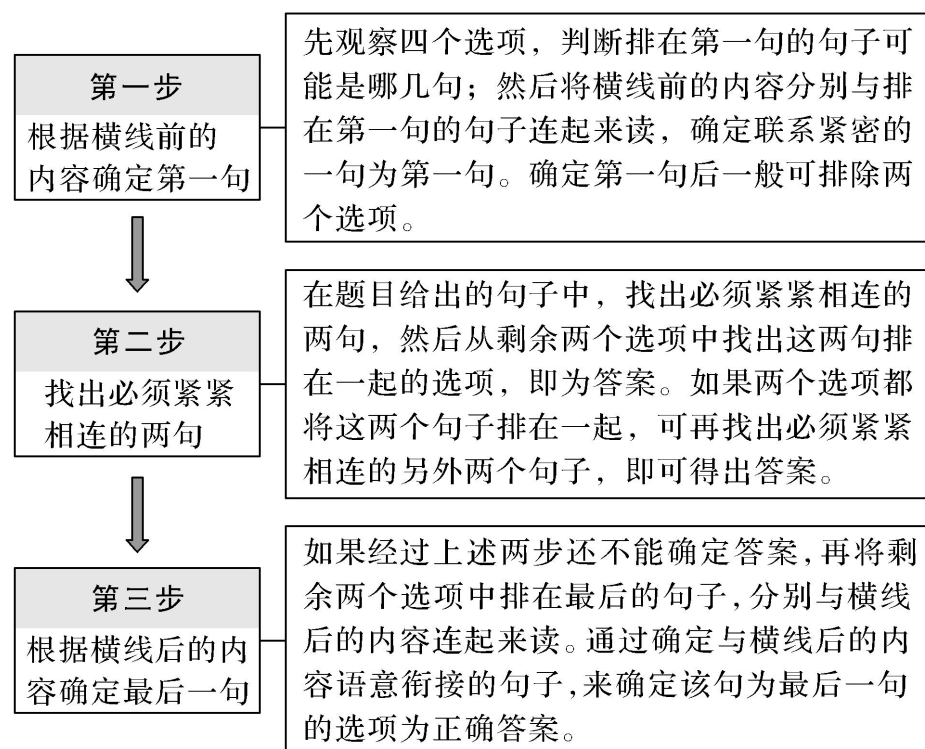 第一步
根据横线前的
内容确定第一句
先观察四个选项，判断排在第一句的句子可
能是哪几句；然后将横线前的内容分别与排
在第一句的句子连起来读，确定联系紧密的
一句为第一句。确定第一句后一般可排除两
个选项。
第二步
找出必须紧紧
相连的两句
在题目给出的句子中，找出必须紧紧相连的
两句，然后从剩余两个选项中找出这两句排
在一起的选项，即为答案。如果两个选项都
将这两个句子排在一起，可再找出必须紧紧
相连的另外两个句子，即可得出答案。
第三步
根据横线后的内
容确定最后一句
如果经过上述两步还不能确定答案，再将剩
余两个选项中排在最后的句子，分别与横线
后的内容连起来读。通过确定与横线后的内
容语意衔接的句子，来确定该句为最后一句
的选项为正确答案。